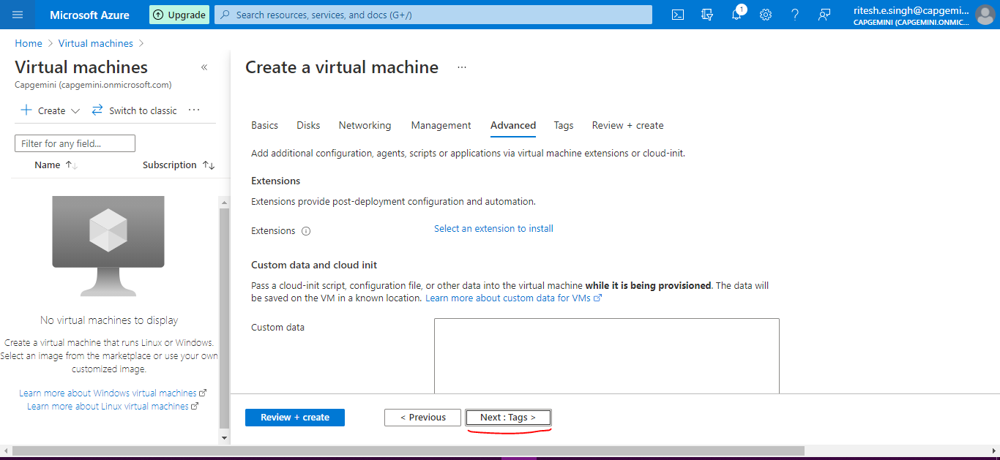 Microsoft Azure
Upgrade
Search resources, services, and docs (G+/)
1
ritesh.e.singh@capgemi...
CAPGEMINI (CAPGEMINI.ONMIC...
Home > Virtual machines >
Virtual machines
«
Capgemini (capgemini.onmicrosoft.com)
+ Create
Switch to classic
...
Filter for any field...
Name ↑↓
Subscription ↑↓
No virtual machines to display
Create a virtual machine that runs Linux or Windows.
Select an image from the marketplace or use your own
customized image.
Learn more about Windows virtual machines
Learn more about Linux virtual machines
Create a virtual machine ...
Basics Disks Networking Management Advanced Tags Review + create
Add additional configuration, agents, scripts or applications via virtual machine extensions or cloud-init.
Extensions
Extensions provide post-deployment configuration and automation.
Extensions
Select an extension to install
Custom data and cloud init
Pass a cloud-init script, configuration file, or other data into the virtual machine while it is being provisioned. The data will
be saved on the VM in a known location. Learn more about custom data for VMs
Custom data
Review + create
< Previous
Next : Tags >